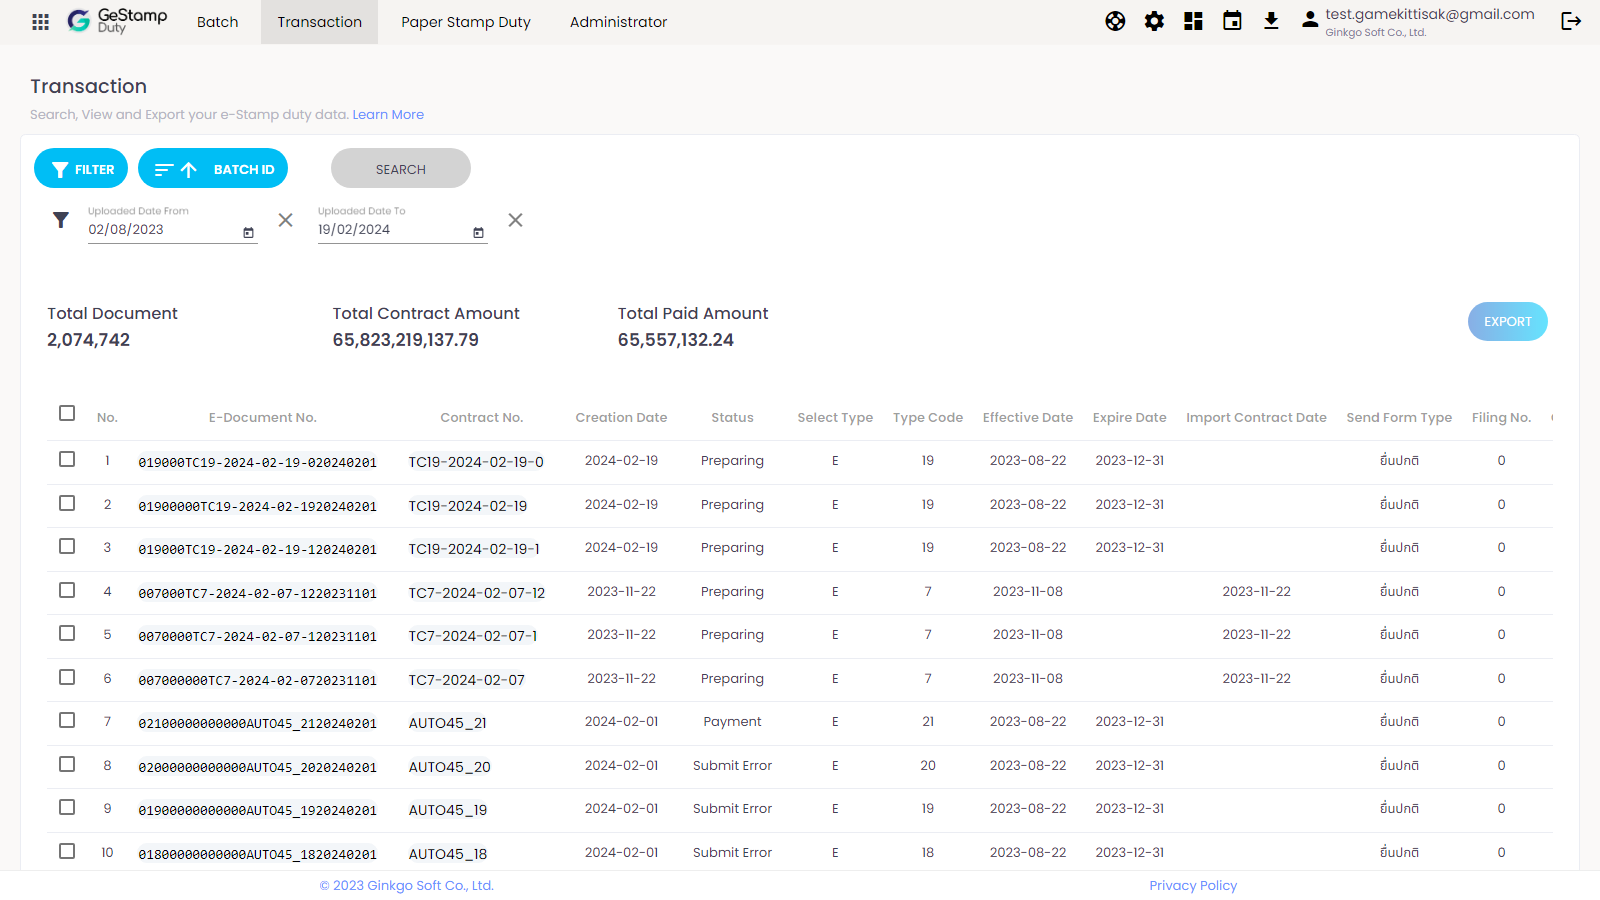 GeStamp
Duty
Batch
Transaction
Paper Stamp Duty
Administrator
test.gamekittisak@gmail.com
Ginkgo Soft Co., Ltd.
Transaction
Search, View and Export your e-Stamp duty data. Learn More
FILTER
BATCH ID
SEARCH
Uploaded Date From
02/08/2023
Uploaded Date To
19/02/2024
Total Document
2,074,742
Total Contract Amount
65,823,219,137.79
Total Paid Amount
65,557,132.24
EXPORT
No. E-Document No. Contract No. Creation Date Status Select Type Type Code Effective Date Expire Date Import Contract Date Send Form Type Filing No.
1 019000TC19-2024-02-19-020240201 TC19-2024-02-19-0 2024-02-19 Preparing E 19 2023-08-22 2023-12-31 ยื่นปกติ 0
2 01900000TC19-2024-02-1920240201 TC19-2024-02-19 2024-02-19 Preparing E 19 2023-08-22 2023-12-31 ยื่นปกติ 0
3 019000TC19-2024-02-19-120240201 TC19-2024-02-19-1 2024-02-19 Preparing E 19 2023-08-22 2023-12-31 ยื่นปกติ 0
4 007000TC7-2024-02-07-1220231101 TC7-2024-02-07-12 2023-11-22 Preparing E 7 2023-11-08 2023-11-22 ยื่นปกติ 0
5 0070000TC7-2024-02-07-120231101 TC7-2024-02-07-1 2023-11-22 Preparing E 7 2023-11-08 2023-11-22 ยื่นปกติ 0
6 007000000TC7-2024-02-0720231101 TC7-2024-02-07 2023-11-22 Preparing E 7 2023-11-08 2023-11-22 ยื่นปกติ 0
7 02100000000000AUTO45_2120240201 AUTO45_21 2024-02-01 Payment E 21 2023-08-22 2023-12-31 ยื่นปกติ 0
8 02000000000000AUTO45_2020240201 AUTO45_20 2024-02-01 Submit Error E 20 2023-08-22 2023-12-31 ยื่นปกติ 0
9 01900000000000AUTO45_1920240201 AUTO45_19 2024-02-01 Submit Error E 19 2023-08-22 2023-12-31 ยื่นปกติ 0
10 01800000000000AUTO45_1820240201 AUTO45_18 2024-02-01 Submit Error E 18 2023-08-22 2023-12-31 ยื่นปกติ 0
© 2023 Ginkgo Soft Co., Ltd.
Privacy Policy